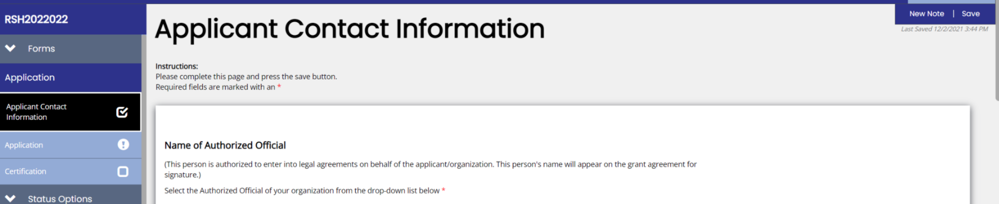 RSH2022022
Forms
Application
Applicant Contact
Information
Application
Certification
Status Options
New Note | Save
Last Saved 12/2/2021 3:44 PM
Applicant Contact Information
Instructions:
Please complete this page and press the save button.
Required fields are marked with an *
Name of Authorized Official
(This person is authorized to enter into legal agreements on behalf of the applicant/organization. This person's name will appear on the grant agreement for
signature.)
Select the Authorized Official of your organization from the drop-down list below *